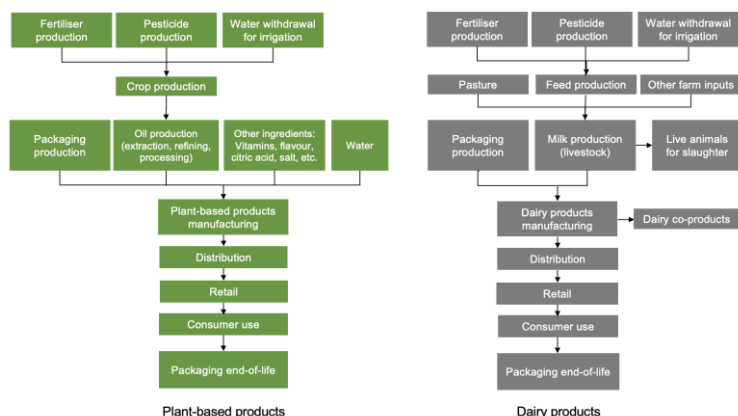 Fertiliser
production
Pesticide
production
Water withdrawal
for irrigation
Crop production
Packaging
production
Oil production
(extraction, refining,
processing)
Other ingredients:
Vitamins, flavour,
citric acid, salt, etc.
Water
Plant-based products
manufacturing
Distribution
Retail
Consumer use
Packaging end-of-life
Plant-based products
Fertiliser
production
Pesticide
production
Water withdrawal
for irrigation
Pasture
Feed production
Other farm inputs
Packaging
production
Milk production
(livestock)
Live animals
for slaughter
Dairy products
manufacturing
Dairy co-products
Distribution
Retail
Consumer use
Packaging end-of-life
Dairy products